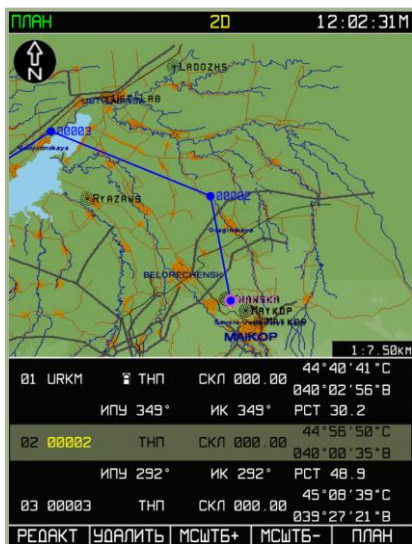 ПЛАН 2D 12:02:31М
N
LADOZHS
00003
RYAZANS
00002
BELORECHENSK
HANSKA
MAYKOP
MAIKOP
1:7.50КМ
01 URKM ТНП СКЛ 000.00 44°40'41"С
040°02'56"В
ИПУ 349° ИК 349° РСТ 30.2
02 00002 ТНП СКЛ 000.00 44°56'50"С
040°00'35"В
ИПУ 292° ИК 292° РСТ 48.9
03 00003 ТНП СКЛ 000.00 45°08'39"С
039°27'21"В
РЕДАКТ УДАЛИТЬ МСШТБ+ МСШТБ- ПЛАН